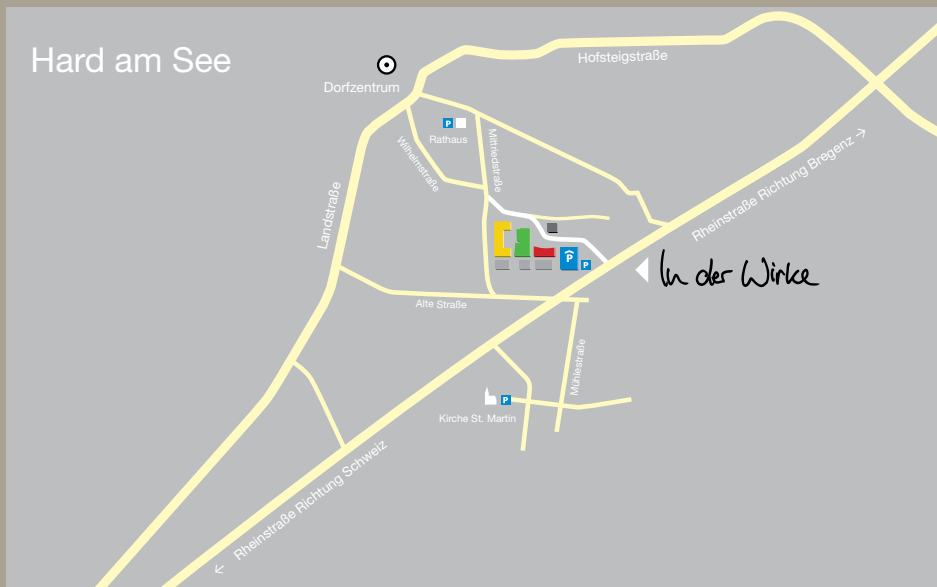 Hard am See
Dorfzentrum
Hofsteigstraße
P
Rathaus
Wilhelmstraße
Mittriedstraße
Landstraße
Rheinstraße Richtung Bregenz →
P
P
In der Wirke
Alte Straße
Mühlestraße
P
Kirche St. Martin
← Rheinstraße Richtung Schweiz